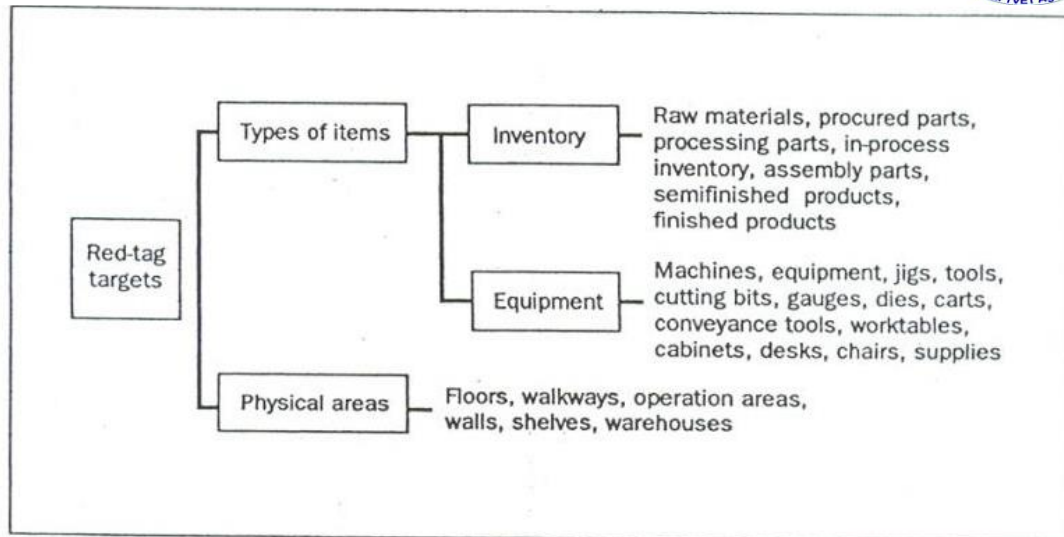 Types of items
Inventory
Raw materials, procured parts,
processing parts, in-process
inventory, assembly parts,
semifinished products,
finished products
Red-tag
targets
Equipment
Machines, equipment, jigs, tools,
cutting bits, gauges, dies, carts,
conveyance tools, worktables,
cabinets, desks, chairs, supplies
Physical areas
Floors, walkways, operation areas,
walls, shelves, warehouses